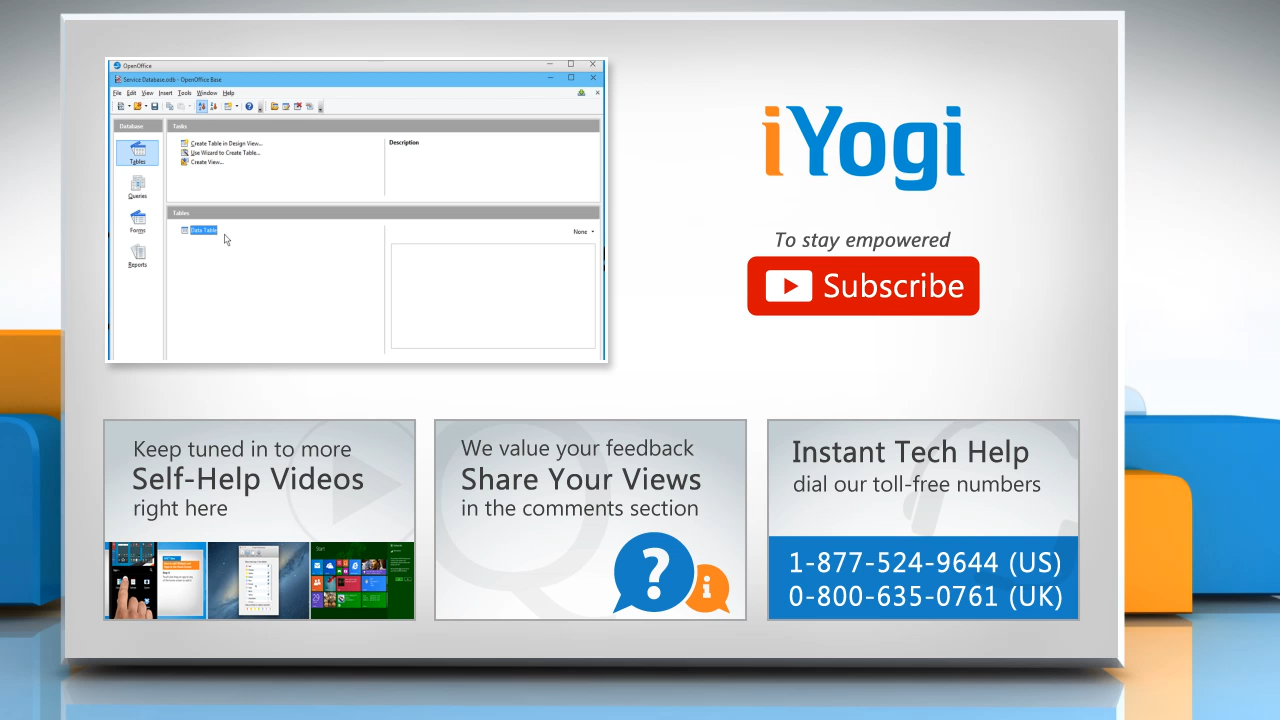 OpenOffice
Service Database.odb - OpenOffice Base
File Edit View Insert Tools Window Help
Database
Tasks
Tables
Queries
Forms
Reports
Create Table in Design View...
Use Wizard to Create Table...
Create View...
Description
Tables
Data Table
None
iYogi
To stay empowered
Subscribe
Keep tuned in to more
Self-Help Videos
right here
We value your feedback
Share Your Views
in the comments section
?
i
Instant Tech Help
dial our toll-free numbers
1-877-524-9644 (US)
0-800-635-0761 (UK)
Start